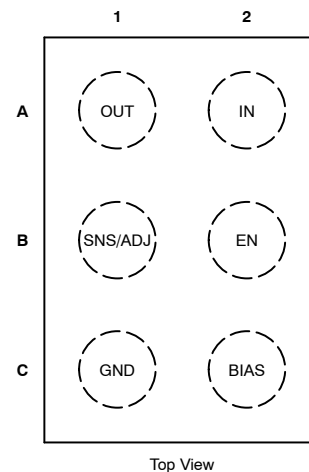 1 2
A OUT IN
B SNS/ADJ EN
C GND BIAS
Top View